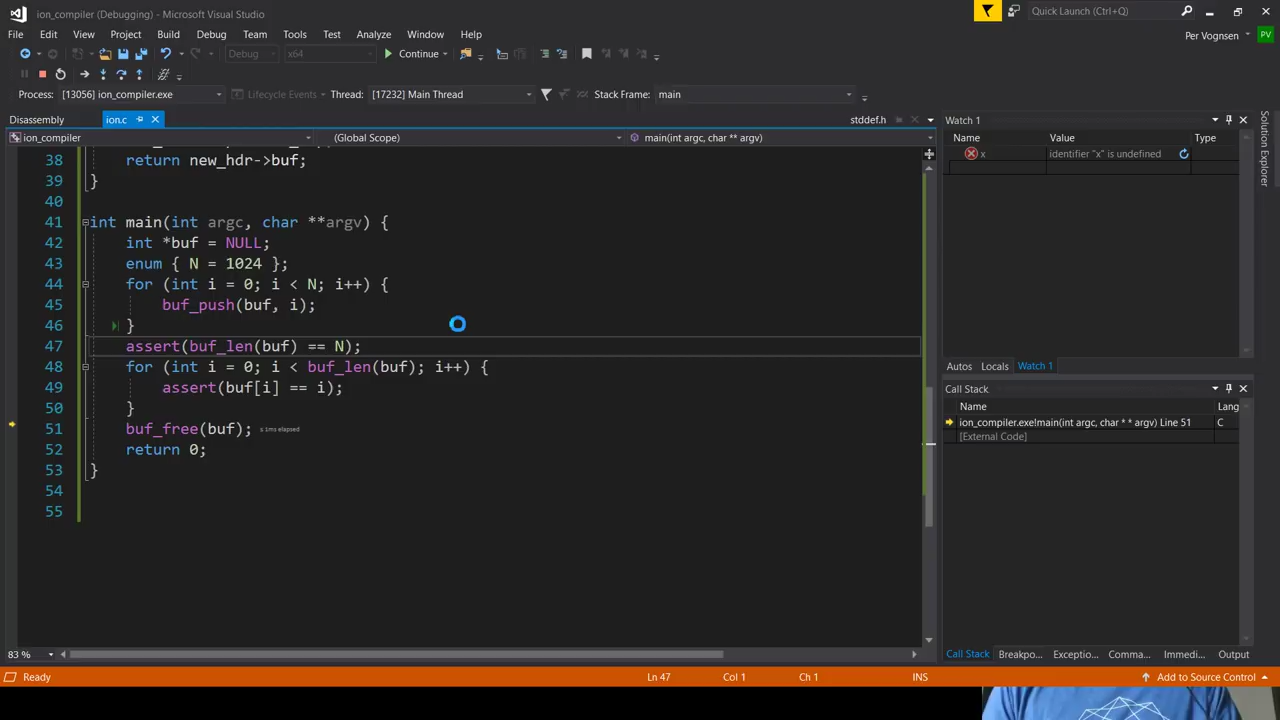 ion_compiler (Debugging) - Microsoft Visual Studio
Quick Launch (Ctrl+Q)
File Edit View Project Build Debug Team Tools Test Analyze Window Help
Per Vognsen PV
Debug x64 Continue
Process: [13056] ion_compiler.exe Lifecycle Events Thread: [17232] Main Thread Stack Frame: main
Disassembly ion.c stddef.h
ion_compiler (Global Scope) main(int argc, char ** argv)
38 return new_hdr->buf;
39 }
40
41 int main(int argc, char **argv) {
42 int *buf = NULL;
43 enum { N = 1024 };
44 for (int i = 0; i < N; i++) {
45 buf_push(buf, i);
46 }
47 assert(buf_len(buf) == N);
48 for (int i = 0; i < buf_len(buf); i++) {
49 assert(buf[i] == i);
50 }
51 buf_free(buf); ≤ 1ms elapsed
52 return 0;
53 }
54
55
83 %
Watch 1
Name Value Type
x identifier "x" is undefined
Autos Locals Watch 1
Call Stack
Name Lang
ion_compiler.exe!main(int argc, char * * argv) Line 51 C
[External Code]
Call Stack Breakpo... Exceptio... Comma... Immedi... Output
Solution Explorer
Ready Ln 47 Col 1 Ch 1 INS Add to Source Control